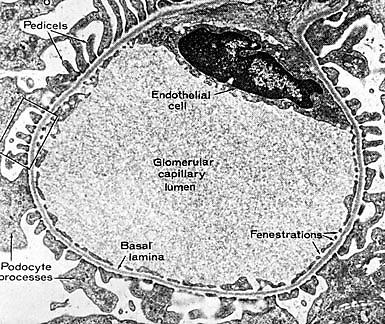 Pedicels
Endothelial
cell
Glomerular
capillary
lumen
Fenestrations
Basal
lamina
Podocyte
processes